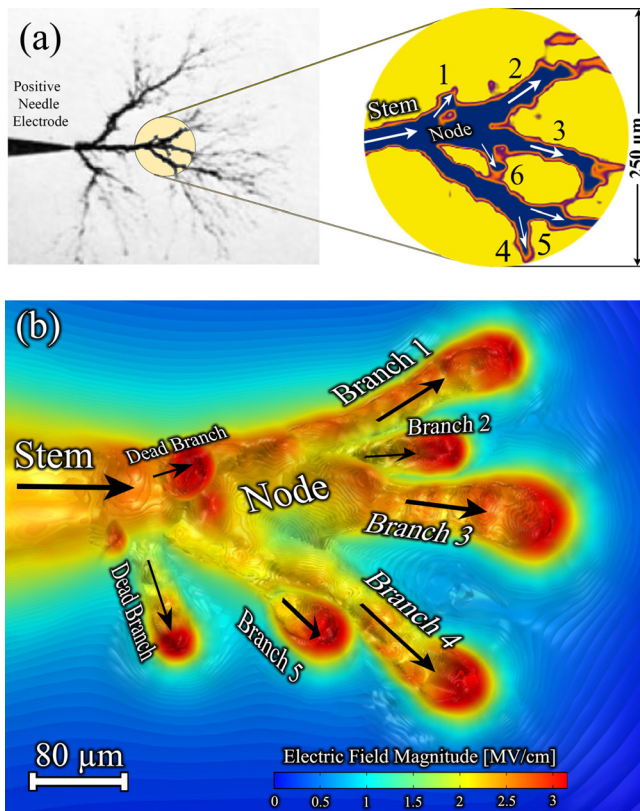 (a)
Positive
Needle
Electrode
Stem
Node
1
2
3
6
4
5
250 µm
(b)
Stem
Dead Branch
Node
Branch 1
Branch 2
Branch 3
Branch 4
Branch 5
Dead Branch
80 µm
Electric Field Magnitude [MV/cm]
0 0.5 1 1.5 2 2.5 3